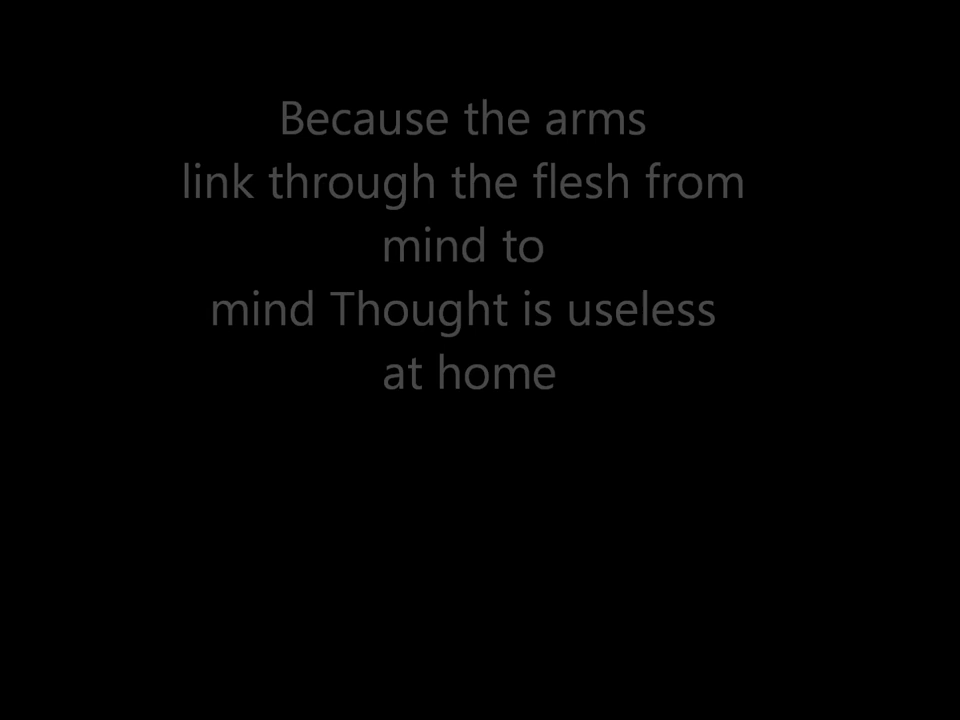 Because the arms
link through the flesh from
mind to
mind Thought is useless
at home